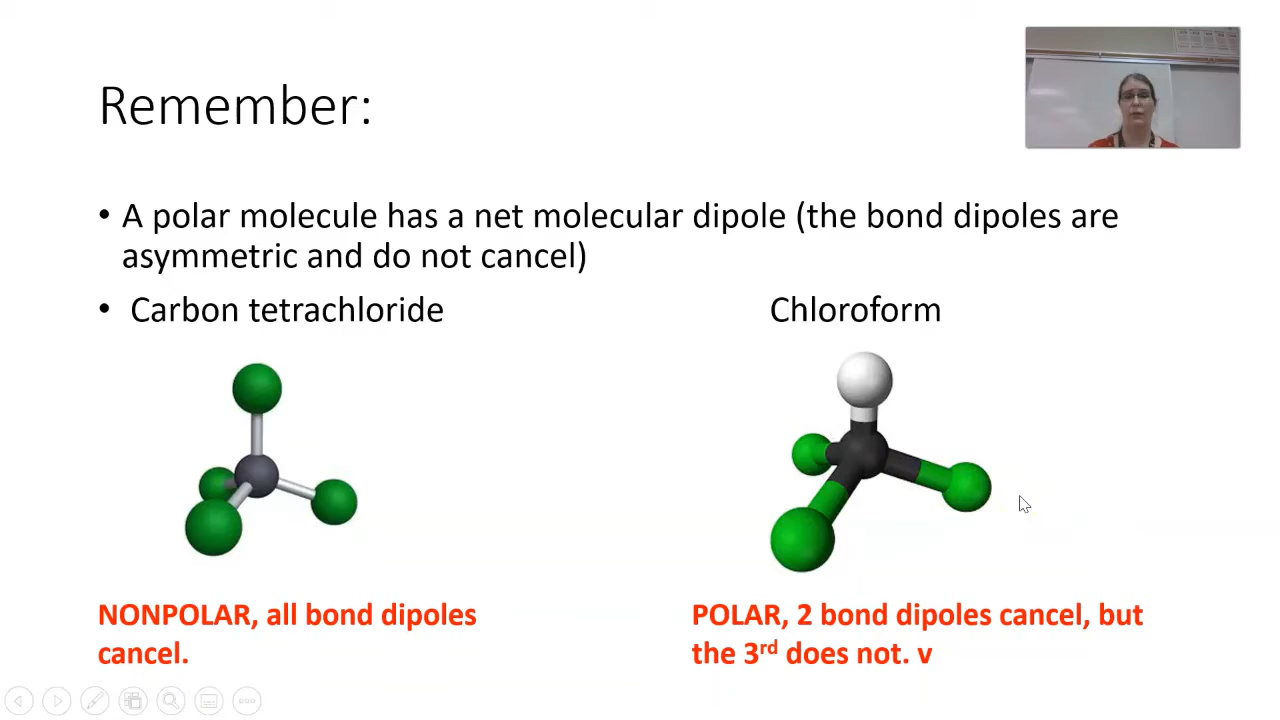 Remember:
• A polar molecule has a net molecular dipole (the bond dipoles are
asymmetric and do not cancel)
• Carbon tetrachloride
Chloroform
NONPOLAR, all bond dipoles
cancel.
POLAR, 2 bond dipoles cancel, but
the 3rd does not. v